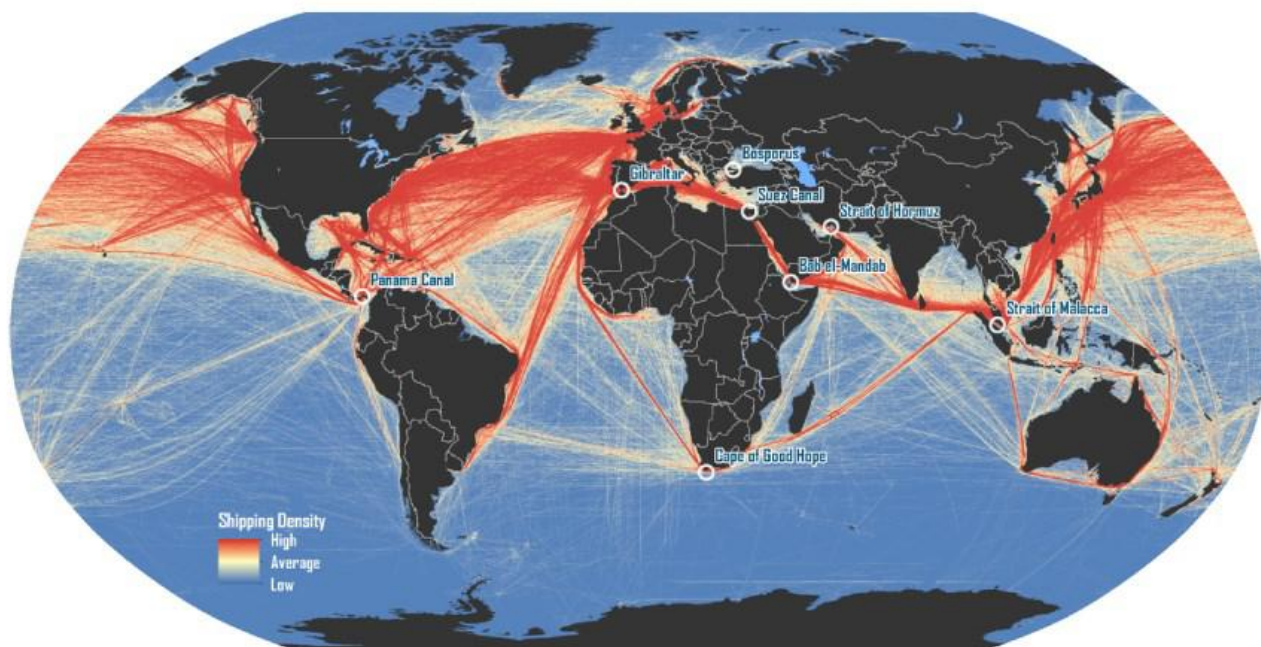 Bosporus
Gibraltar
Suez Canal
Strait of Hormuz
Bab el-Mandab
Panama Canal
Strait of Malacca
Cape of Good Hope
Shipping Density
High
Average
Low